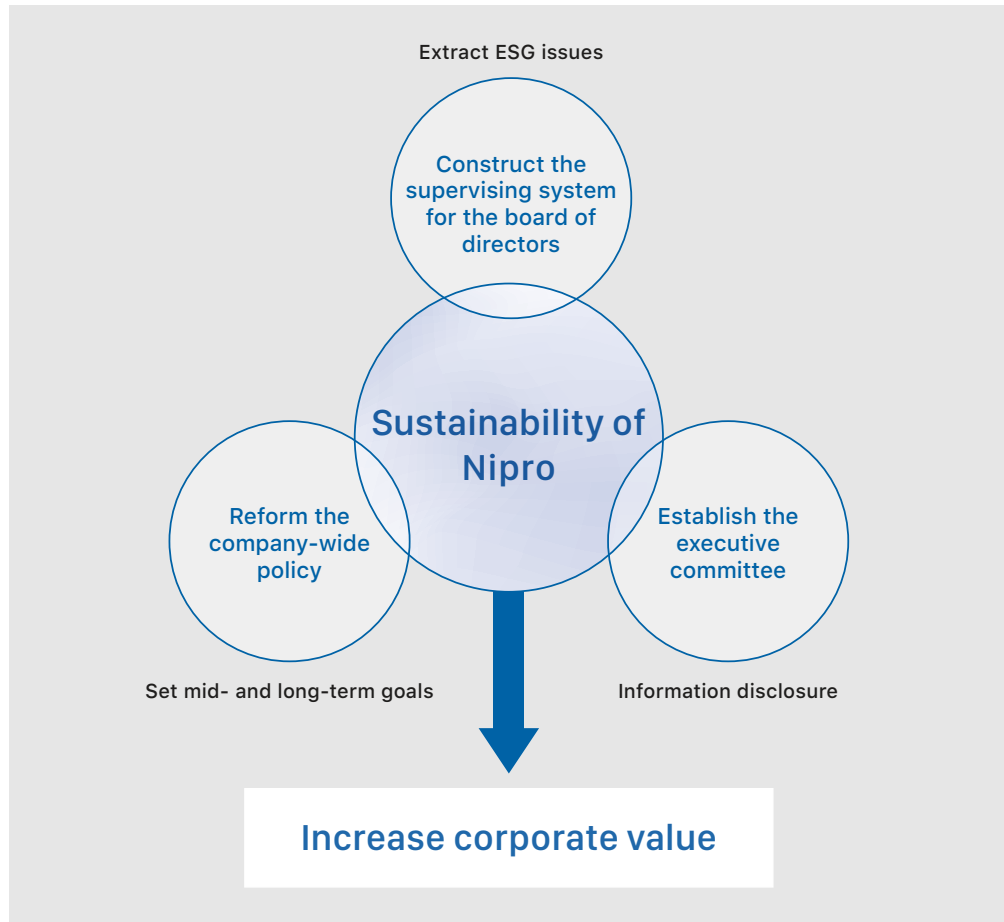 Extract ESG issues
Construct the
supervising system
for the board of
directors
Sustainability of
Nipro
Reform the
company-wide
policy
Establish the
executive
committee
Set mid- and long-term goals
Information disclosure
Increase corporate value